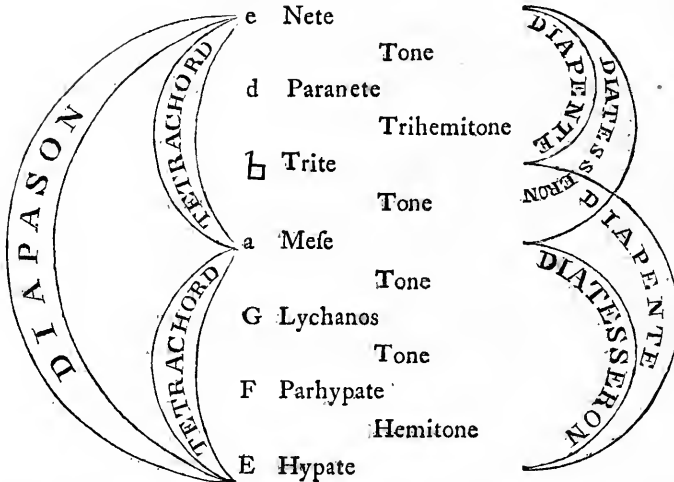 DIAPASON
TETRACHORD
TETRACHORD
e Nete
Tone
d Paranete
Trihemitone
♮ Trite
Tone
a Meſe
Tone
G Lychanos
Tone
F Parhypate
Hemitone
E Hypate
DIAPENTE
DIATESSERON
DIAPENTE
DIATESSERON